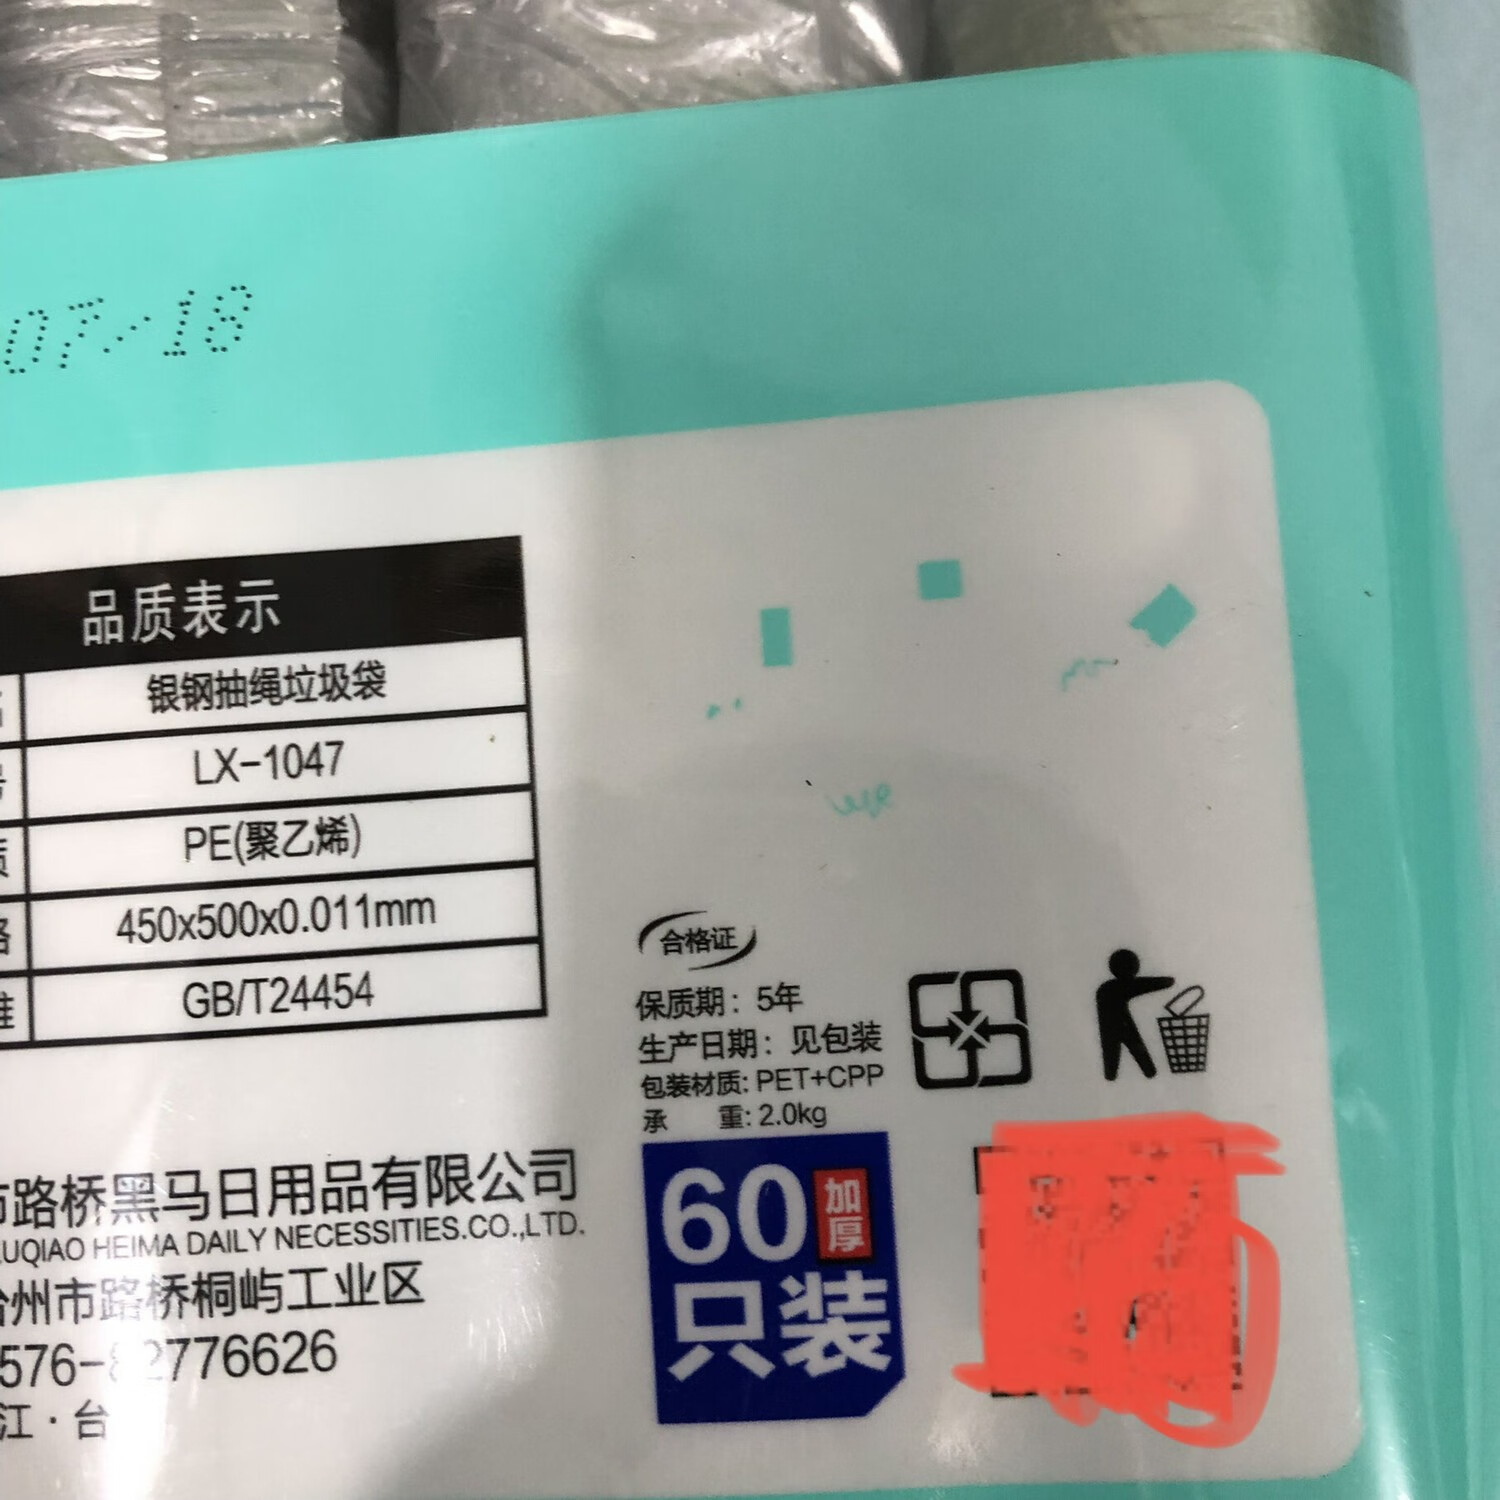 07/18
品质表示
银钢抽绳垃圾袋
LX-1047
PE(聚乙烯)
450x500x0.011mm
GB/T24454
合格证
保质期：5年
生产日期：见包装
包装材质: PET+CPP
承 重: 2.0kg
60加厚
只装
路桥黑马日用品有限公司
UQIAO HEIMA DAILY NECESSITIES.CO.,LTD.
州市路桥桐屿工业区
576-82776626
江·台